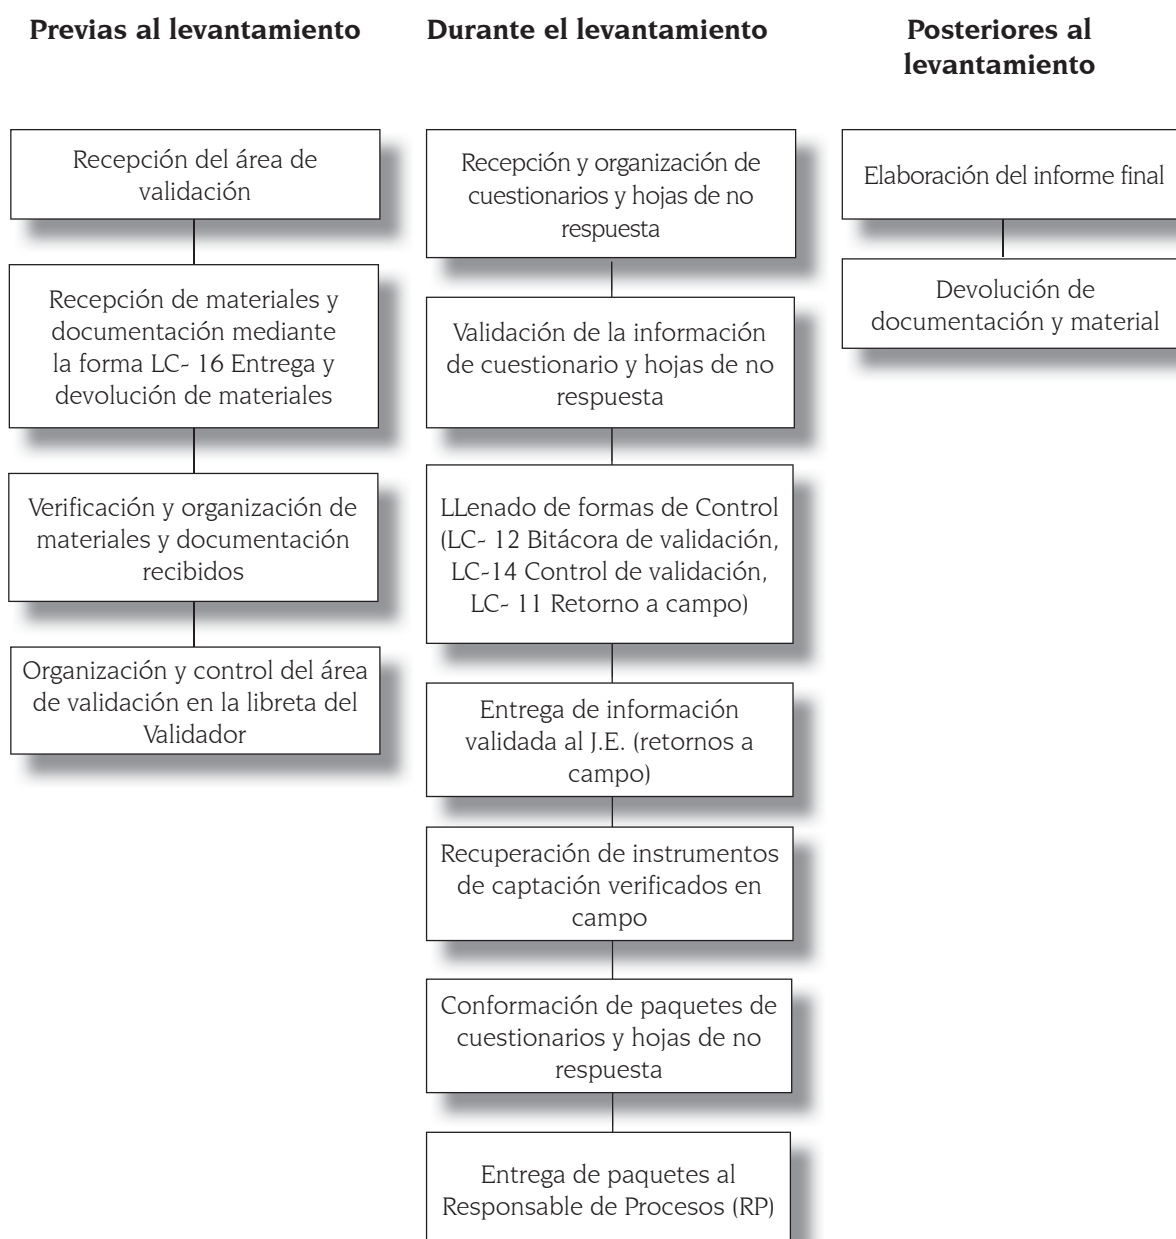 Previas al levantamiento
Recepción del área de
validación
Recepción de materiales y
documentación mediante
la forma LC- 16 Entrega y
devolución de materiales
Verificación y organización de
materiales y documentación
recibidos
Organización y control del área
de validación en la libreta del
Validador
Durante el levantamiento
Recepción y organización de
cuestionarios y hojas de no
respuesta
Validación de la información
de cuestionario y hojas de no
respuesta
LLenado de formas de Control
(LC- 12 Bitácora de validación,
LC-14 Control de validación,
LC- 11 Retorno a campo)
Entrega de información
validada al J.E. (retornos a
campo)
Recuperación de instrumentos
de captación verificados en
campo
Conformación de paquetes de
cuestionarios y hojas de no
respuesta
Entrega de paquetes al
Responsable de Procesos (RP)
Posteriores al
levantamiento
Elaboración del informe final
Devolución de
documentación y material